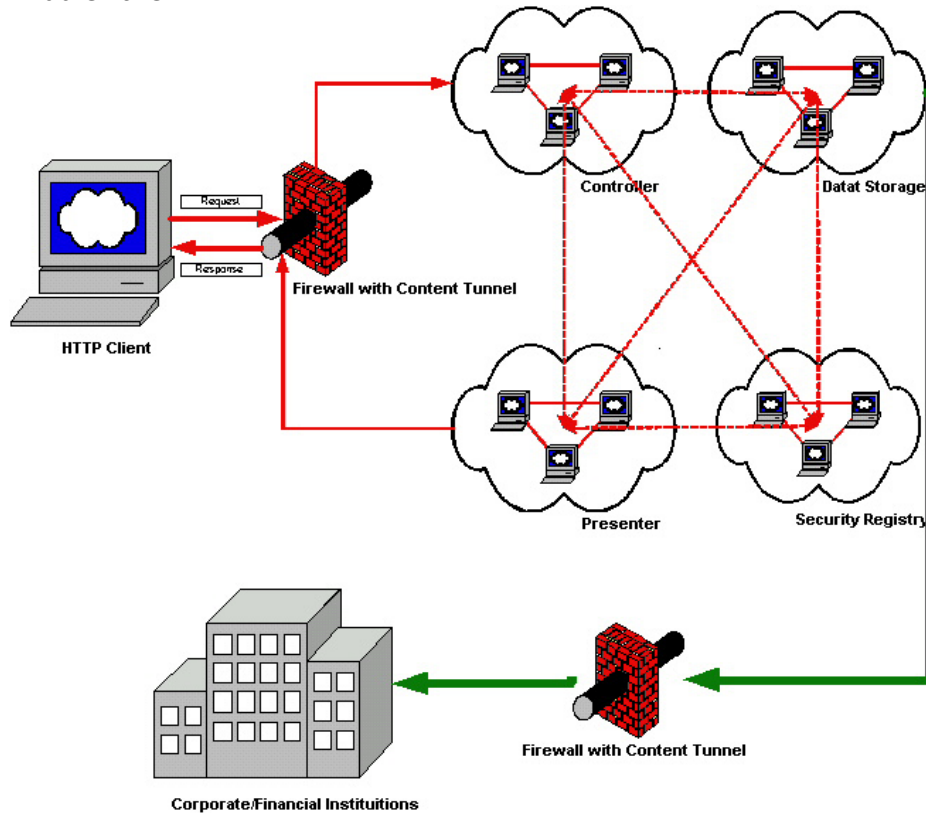 Controller
Datat Storage
Request
Response
Firewall with Content Tunnel
HTTP Client
Presenter
Security Registry
Firewall with Content Tunnel
Corporate/Financial Instituitions